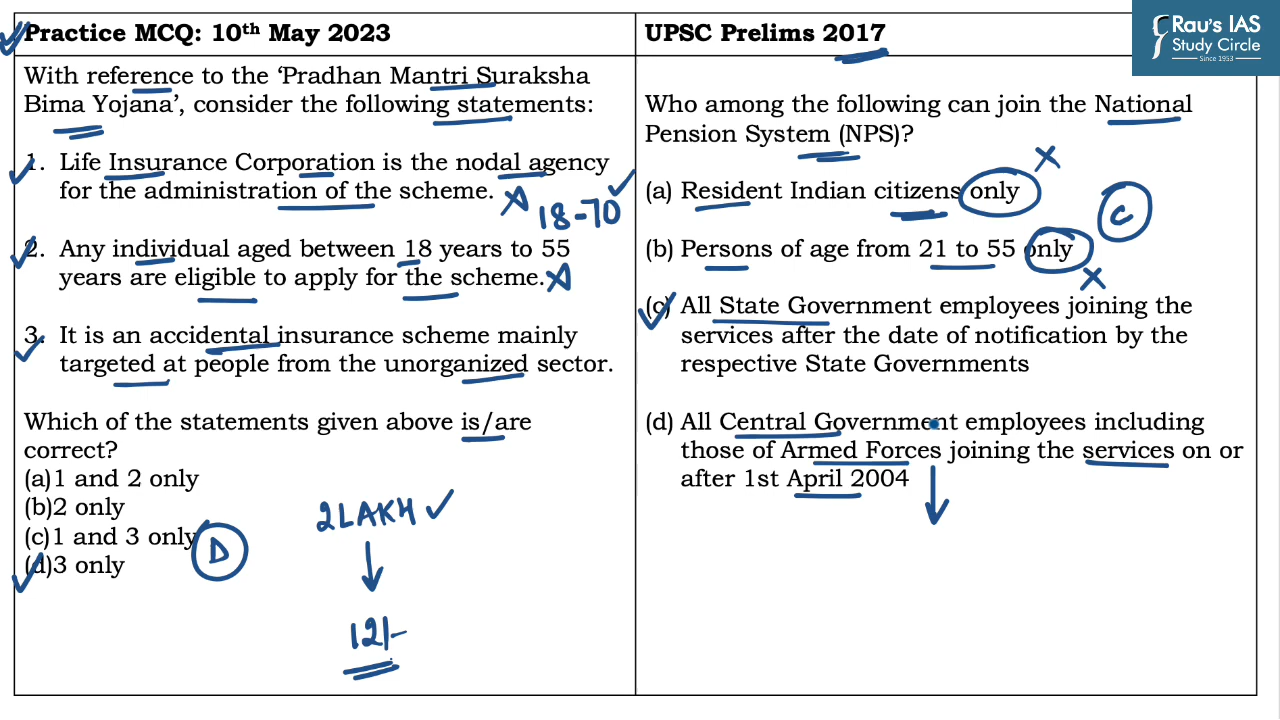 Practice MCQ: 10th May 2023
With reference to the ‘Pradhan Mantri Suraksha
Bima Yojana’, consider the following statements:
1. Life Insurance Corporation is the nodal agency
for the administration of the scheme.
18-70
2. Any individual aged between 18 years to 55
years are eligible to apply for the scheme.
3. It is an accidental insurance scheme mainly
targeted at people from the unorganized sector.
Which of the statements given above is/are
correct?
(a)1 and 2 only
(b)2 only
(c)1 and 3 only
(d)3 only
D
2LAKH
12/-
UPSC Prelims 2017
Rau's IAS
Study Circle
Since 1953
Who among the following can join the National
Pension System (NPS)?
(a) Resident Indian citizens only
(b) Persons of age from 21 to 55 only
C
(c) All State Government employees joining the
services after the date of notification by the
respective State Governments
(d) All Central Government employees including
those of Armed Forces joining the services on or
after 1st April 2004